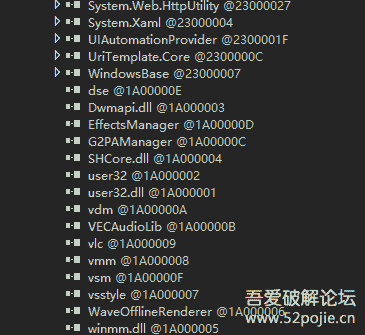 System.Web.HttpUtility @23000027
System.Xaml @23000004
UIAutomationProvider @2300001F
UriTemplate.Core @2300000C
WindowsBase @23000007
dse @1A00000E
Dwmapi.dll @1A000003
EffectsManager @1A00000D
G2PAManager @1A00000C
SHCore.dll @1A000004
user32 @1A000002
user32.dll @1A000001
vdm @1A00000A
VECAudioLib @1A00000B
vlc @1A000009
vmm @1A000008
vsm @1A00000F
vsstyle @1A000007
WaveOfflineRenderer @1A000006
winmm.dll @1A000005
吾爱破解论坛
www.52pojie.cn